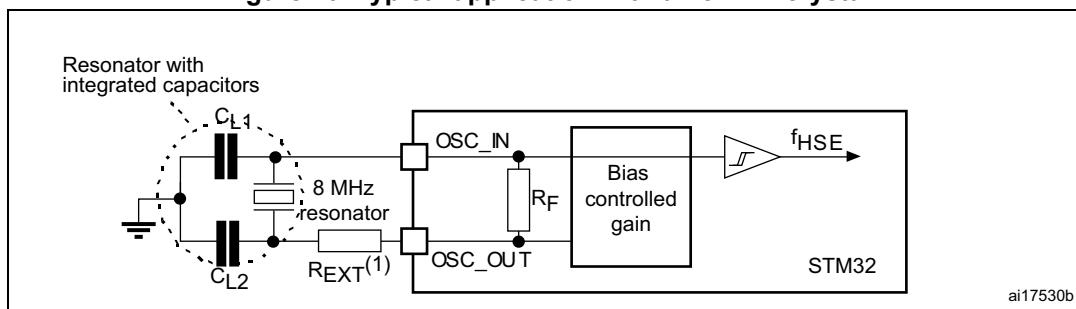 Resonator with
integrated capacitors
CL1
OSC_IN
fHSE
8 MHz
resonator
RF
Bias
controlled
gain
REXT(1)
OSC_OUT
STM32
CL2
ai17530b